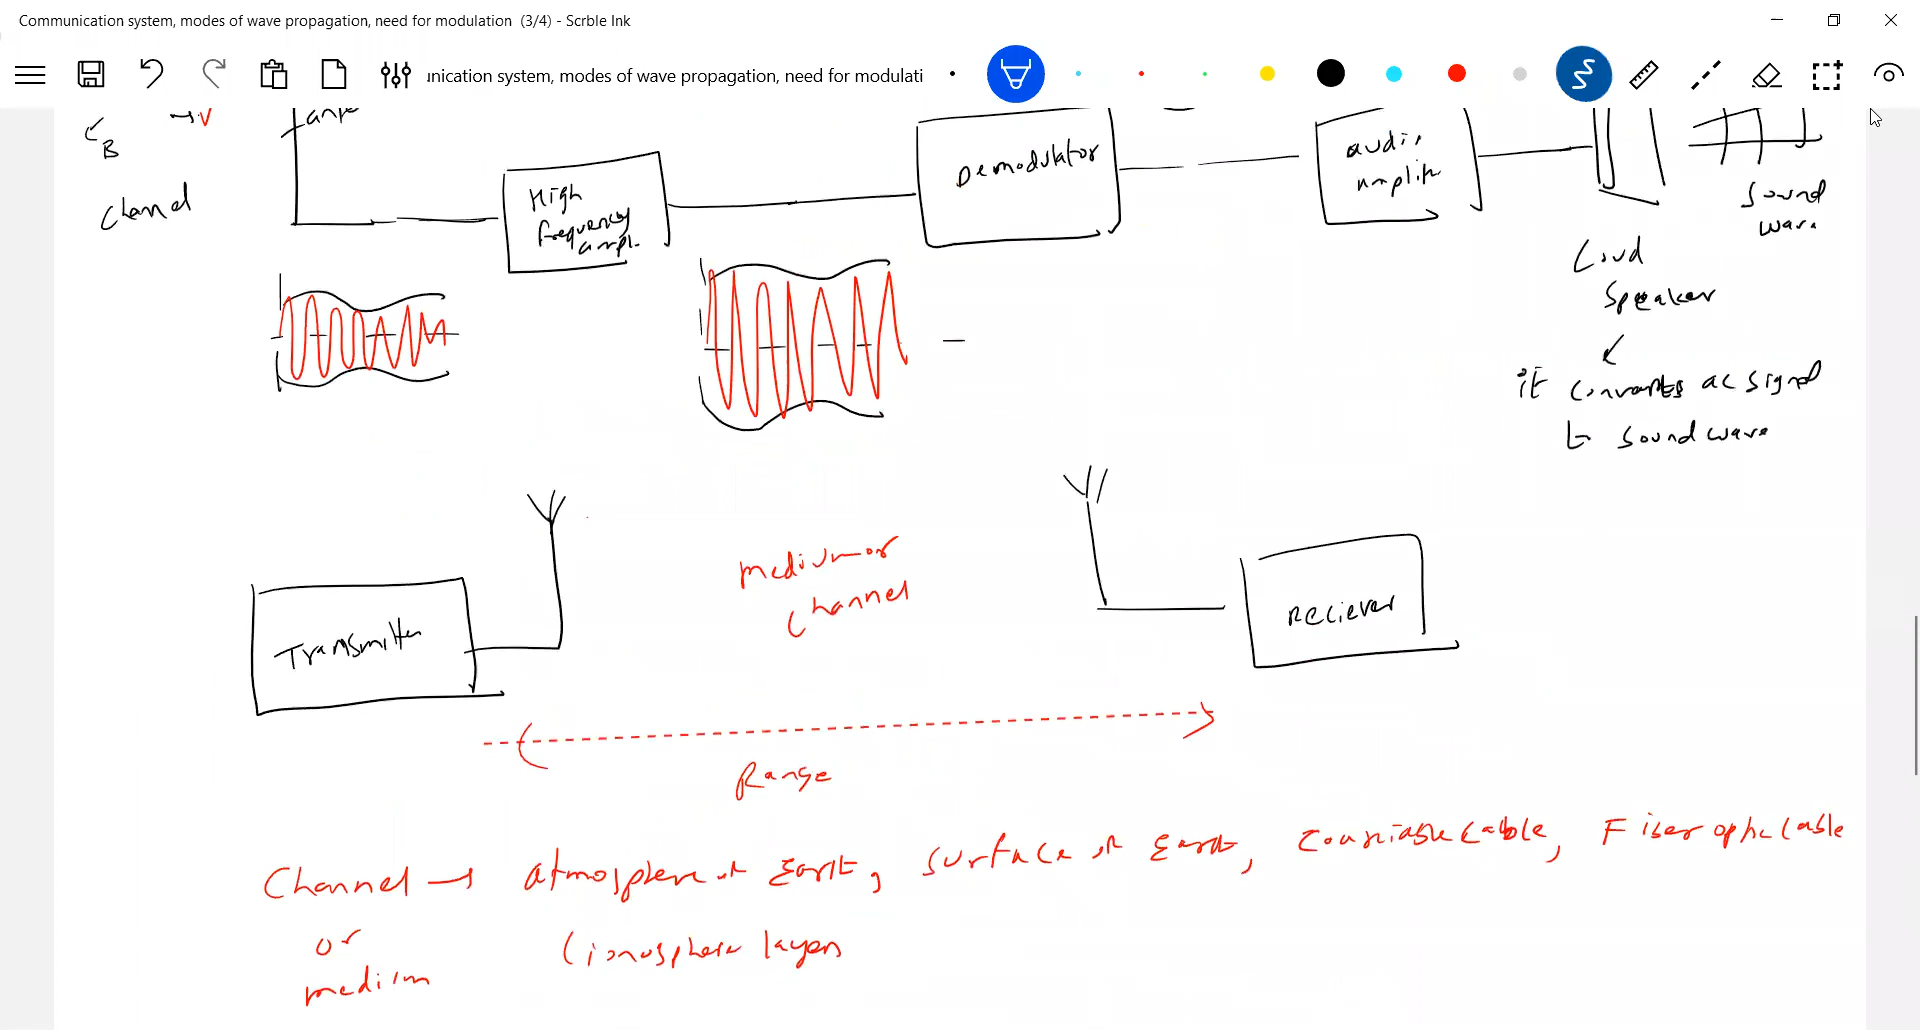 Communication system, modes of wave propagation, need for modulation (3/4) - Scrble Ink
unication system, modes of wave propagation, need for modulati
B
V
Channel
High
frequency
ampl.
Demodulator
audio
amplifr
Sound
wave
Loud
Speaker
it converts ac signal
to sound wave
Transmitter
medium or
channel
RECIEVER
Range
Channel → atmosphere of Earth, surface of Earth, coaxiable cable, Fiber optic cable
or
medium
(ionosphere layers